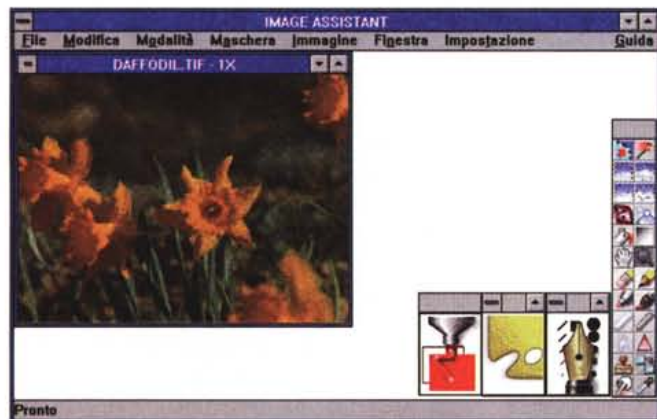 IMAGE ASSISTANT
File Modifica Modalità Maschera Immagine Finestra Impostazione Guida
DAFFODIL.TIF - 1X
Pronto